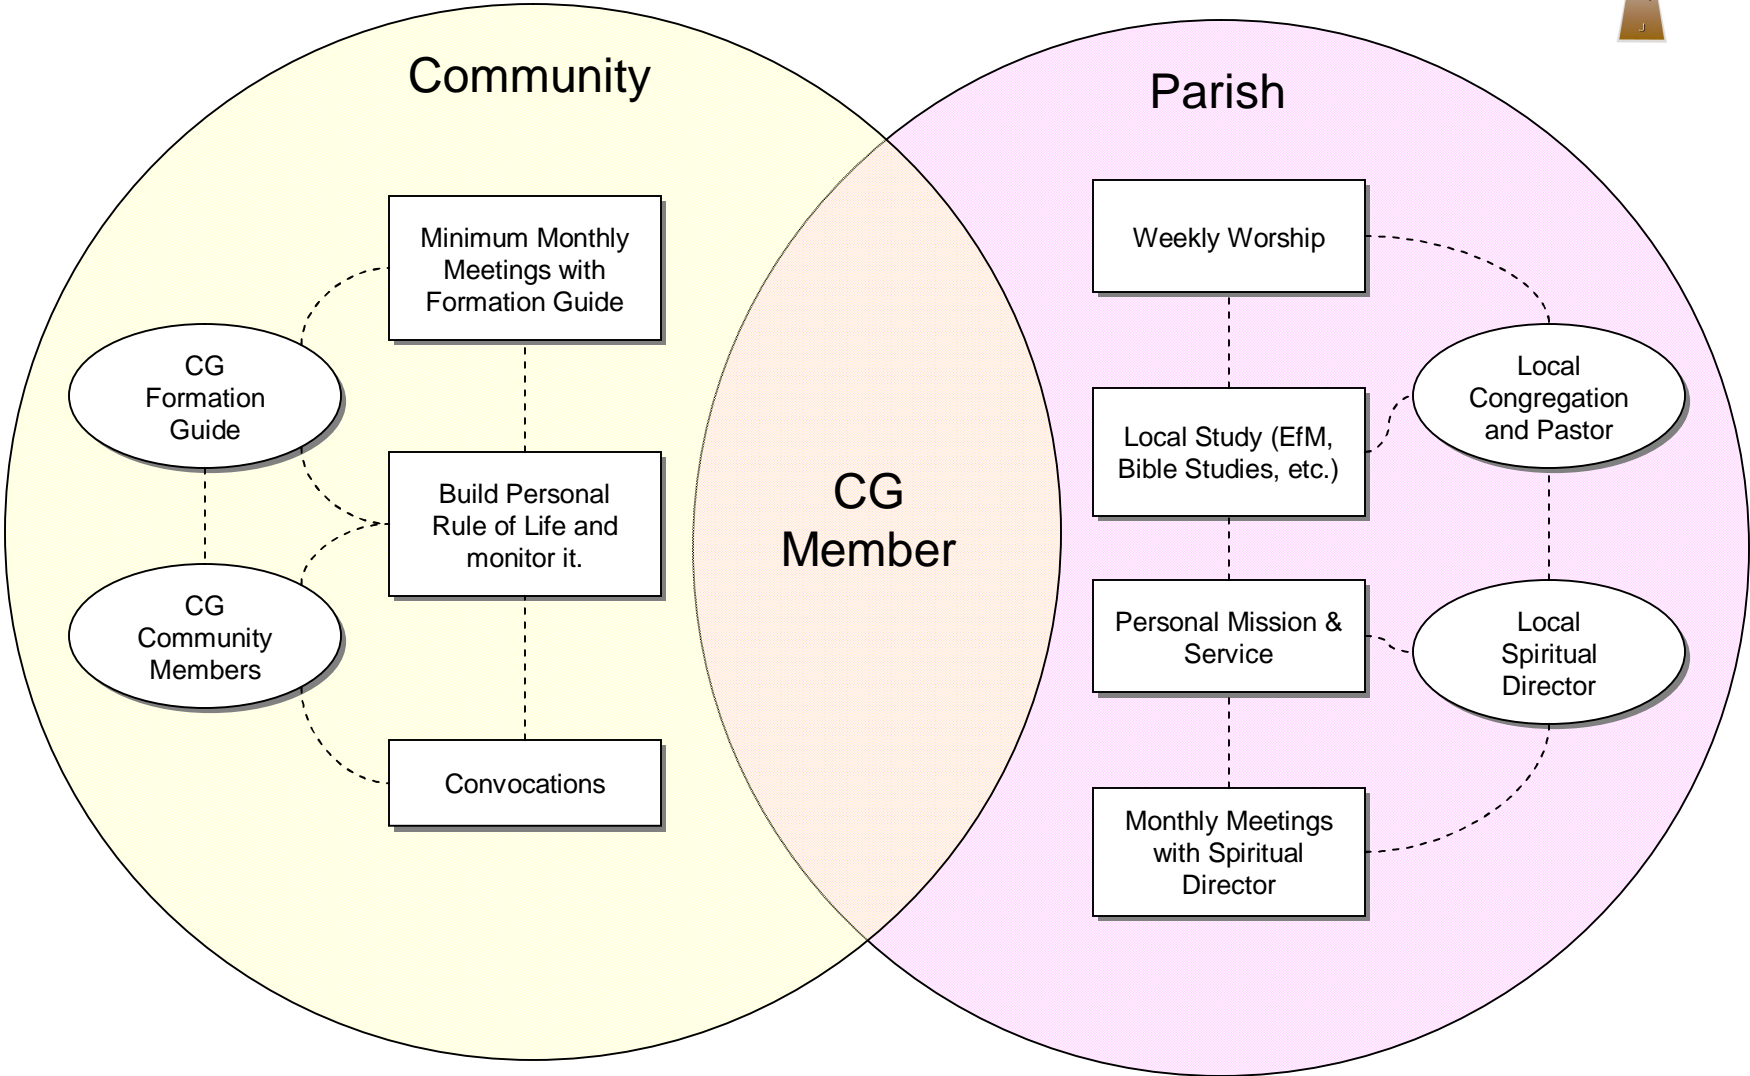 Community
Parish
Minimum Monthly
Meetings with
Formation Guide
CG
Formation
Guide
Build Personal
Rule of Life and
monitor it.
CG
Community
Members
Convocations
CG
Member
Weekly Worship
Local Study (EfM,
Bible Studies, etc.)
Personal Mission &
Service
Monthly Meetings
with Spiritual
Director
Local
Congregation
and Pastor
Local
Spiritual
Director
J